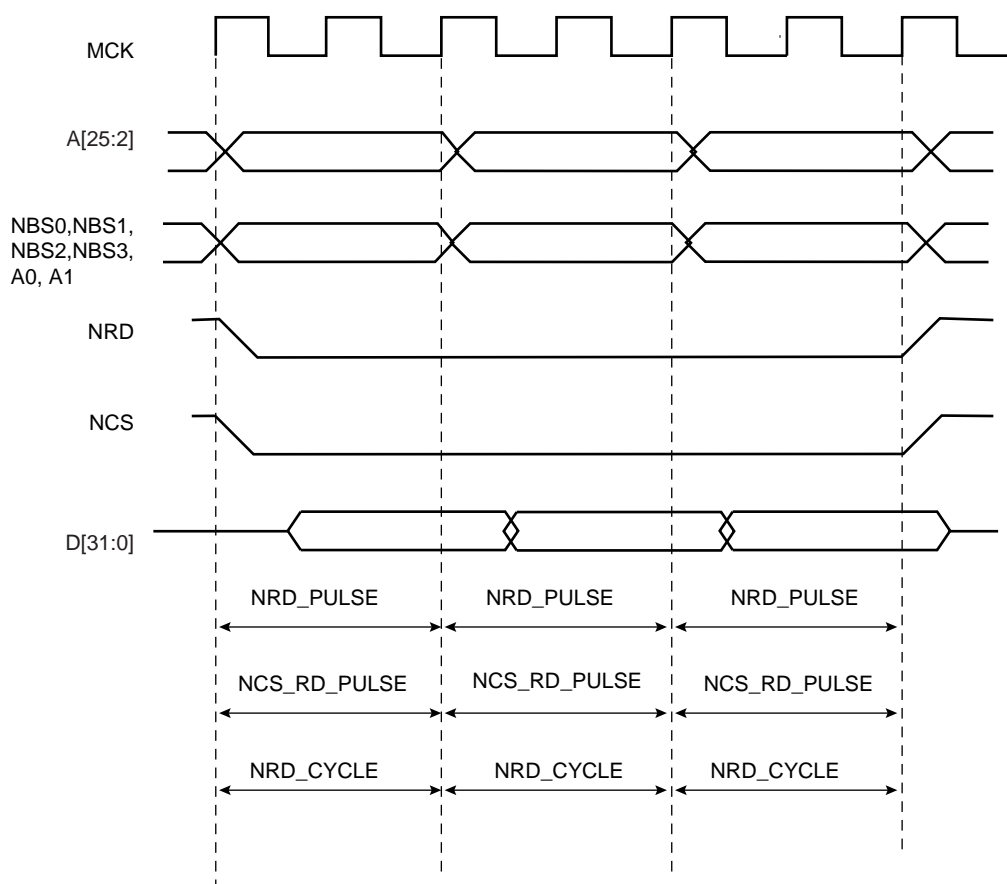 MCK
A[25:2]
NBS0,NBS1,
NBS2,NBS3,
A0, A1
NRD
NCS
D[31:0]
NRD_PULSE NRD_PULSE NRD_PULSE
NCS_RD_PULSE NCS_RD_PULSE NCS_RD_PULSE
NRD_CYCLE NRD_CYCLE NRD_CYCLE